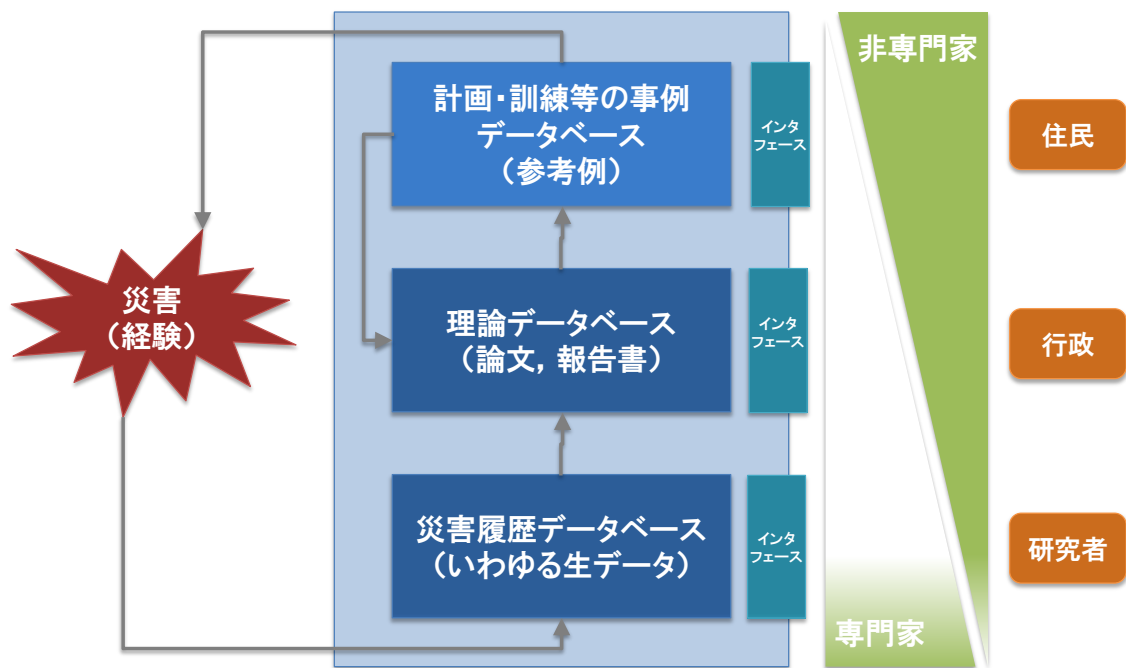 計画・訓練等の事例
データベース
（参考例）
インタ
フェース
非専門家
住民
災害
（経験）
理論データベース
（論文，報告書）
インタ
フェース
行政
災害履歴データベース
（いわゆる生データ）
インタ
フェース
研究者
専門家